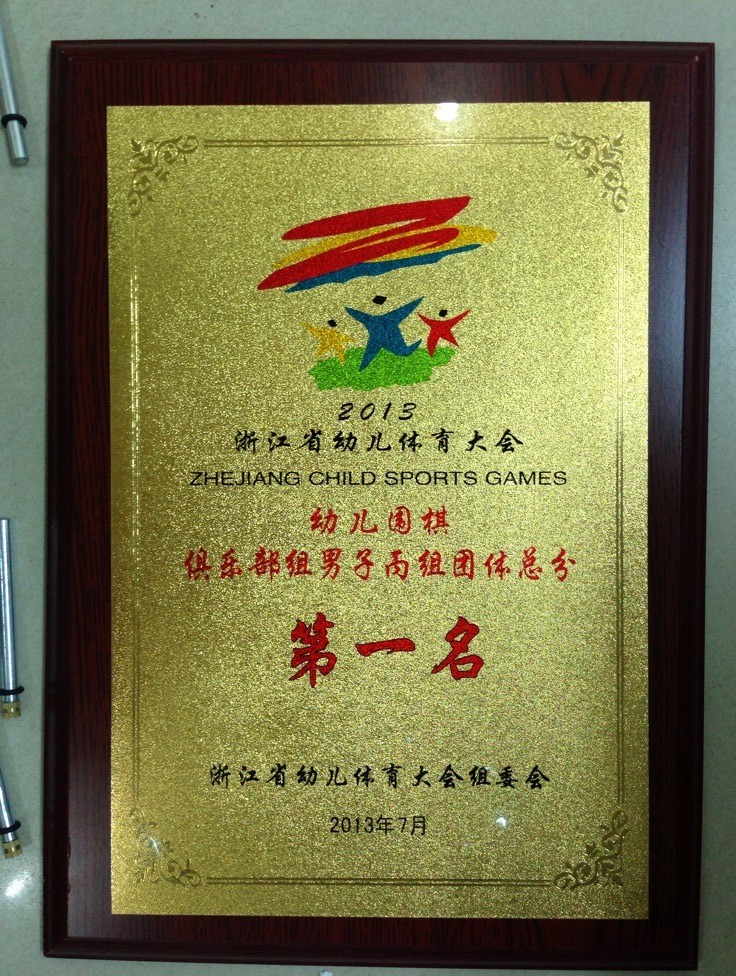 2013
浙江省幼儿体育大会
ZHEJIANG CHILD SPORTS GAMES
幼儿围棋
俱乐部组男子丙组团体总分
第一名
浙江省幼儿体育大会组委会
2013年7月